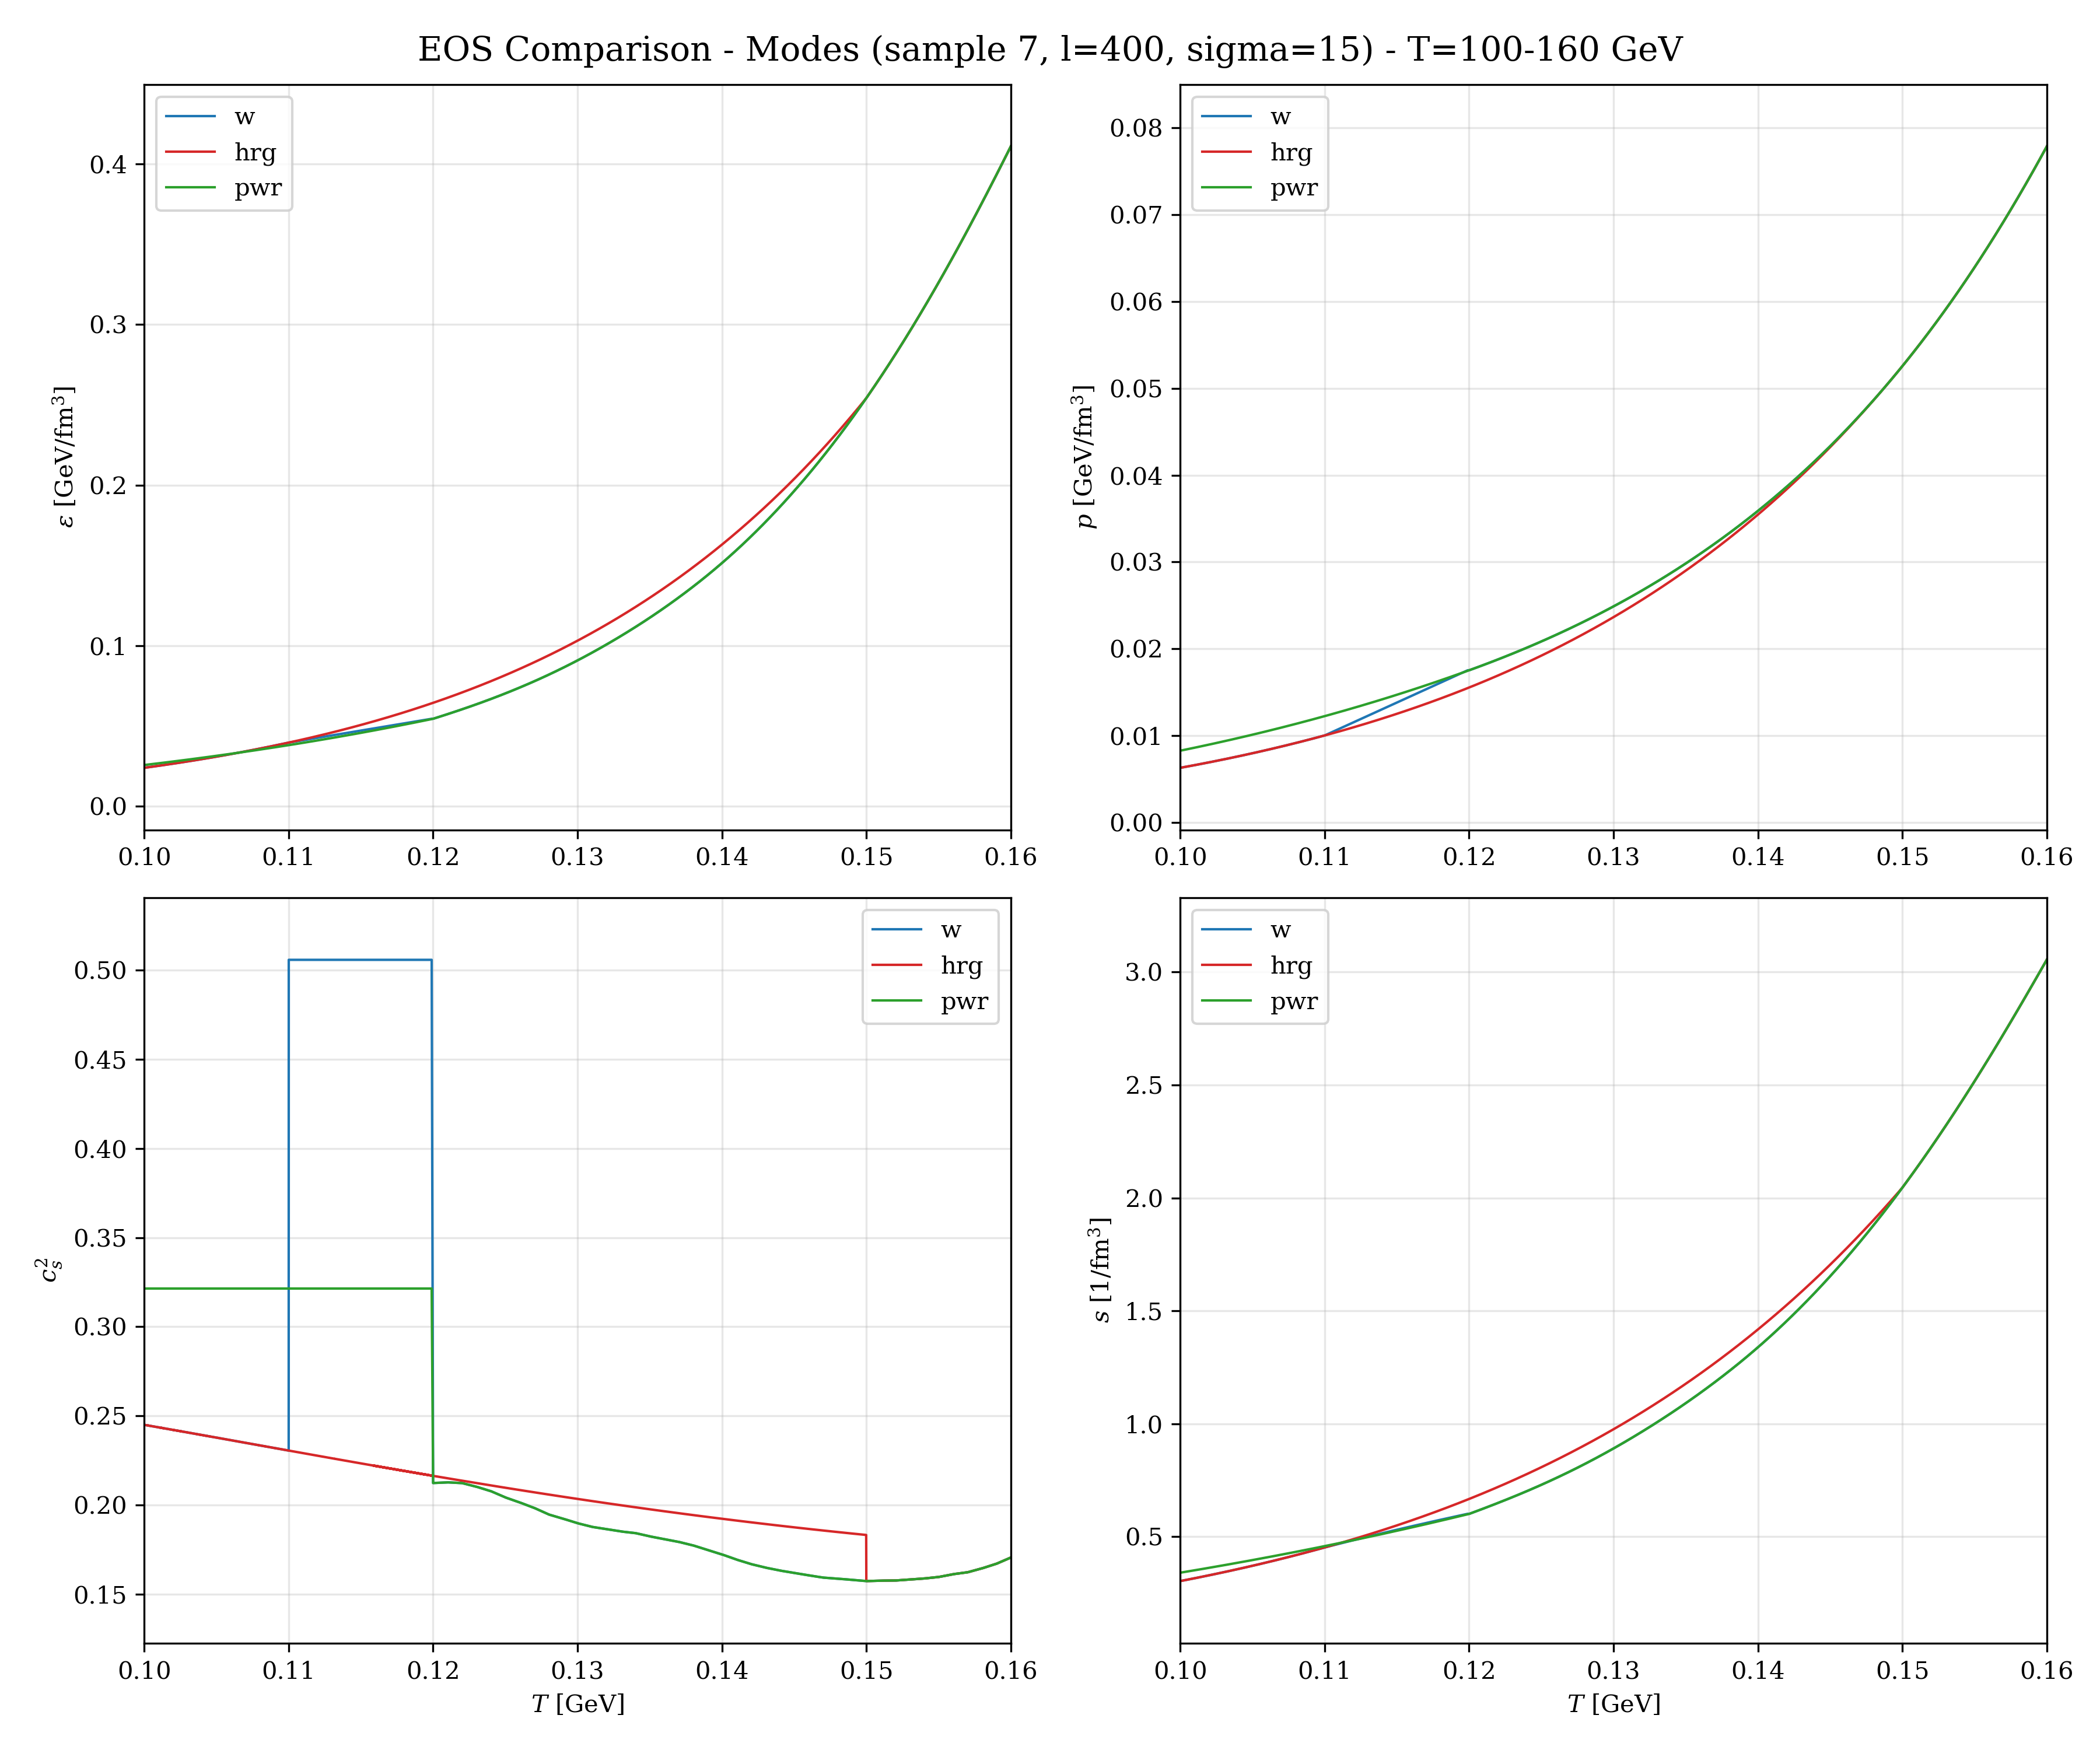 EOS Comparison - Modes (sample 7, l=400, sigma=15) - T=100-160 GeV
w
hrg
pwr
0.4
0.3
0.2
0.1
0.0
ε [GeV/fm³]
0.10 0.11 0.12 0.13 0.14 0.15 0.16
w
hrg
pwr
0.08
0.07
0.06
0.05
0.04
0.03
0.02
0.01
0.00
p [GeV/fm³]
0.10 0.11 0.12 0.13 0.14 0.15 0.16
w
hrg
pwr
0.50
0.45
0.40
0.35
0.30
0.25
0.20
0.15
c_s^2
0.10 0.11 0.12 0.13 0.14 0.15 0.16
T [GeV]
w
hrg
pwr
3.0
2.5
2.0
1.5
1.0
0.5
s [1/fm³]
0.10 0.11 0.12 0.13 0.14 0.15 0.16
T [GeV]